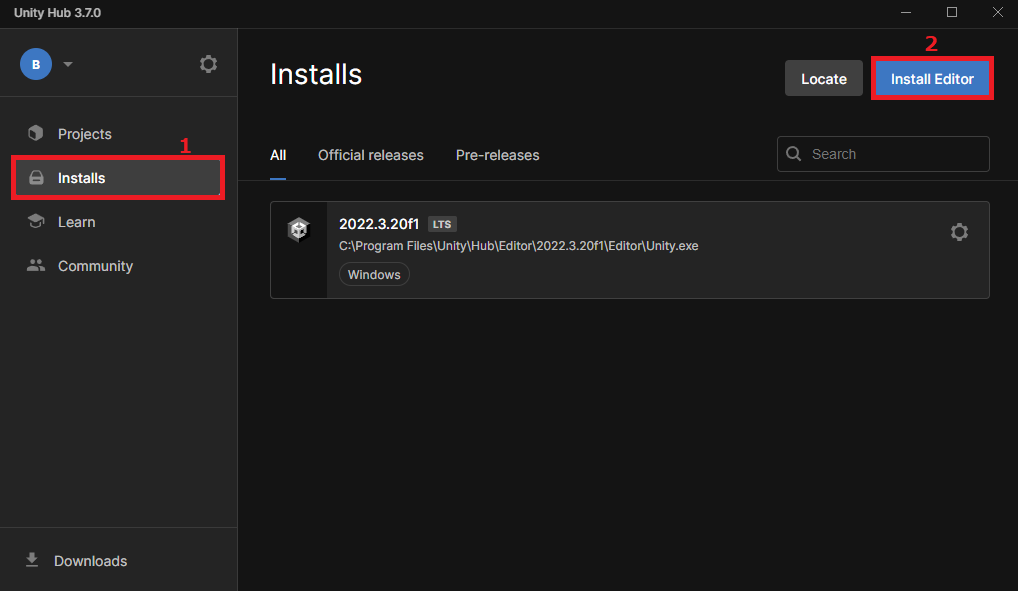 Unity Hub 3.7.0
B
Projects
1
Installs
Learn
Community
Downloads
Installs
Locate
2
Install Editor
All
Official releases
Pre-releases
Search
2022.3.20f1 LTS
C:\Program Files\Unity\Hub\Editor\2022.3.20f1\Editor\Unity.exe
Windows